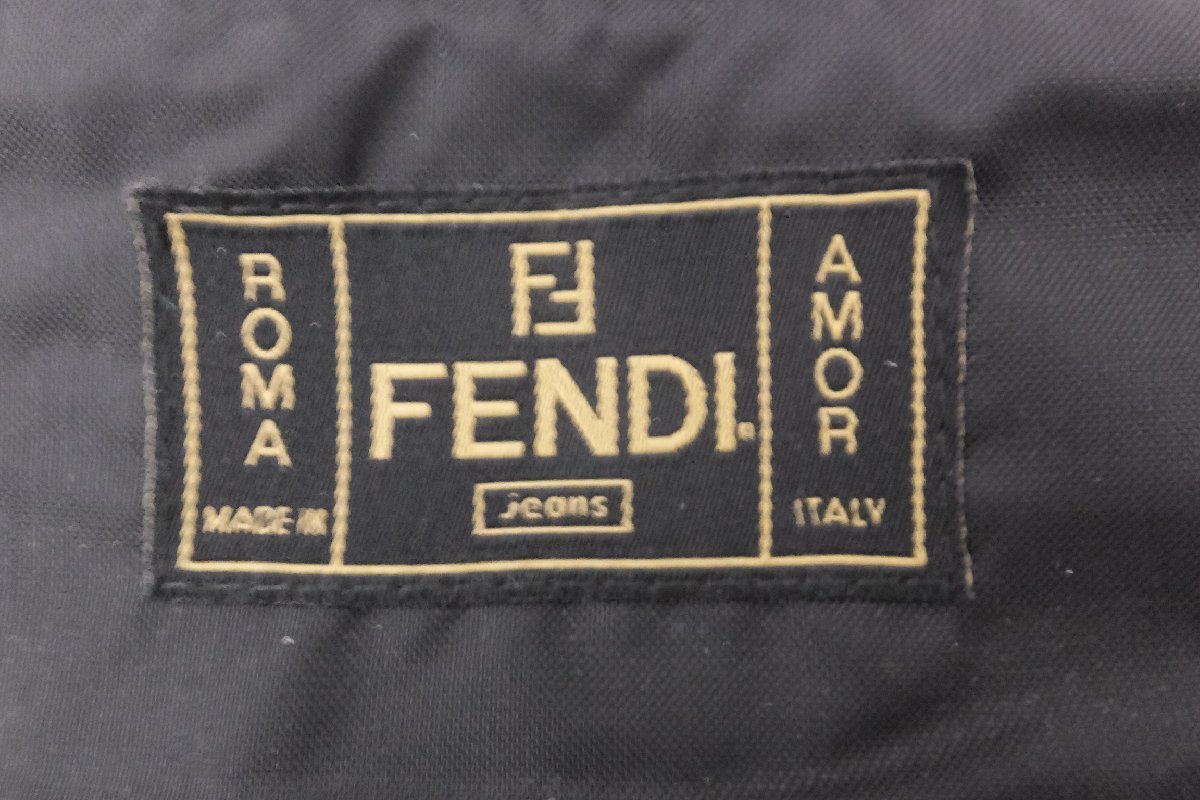 ROMA
MADE IN
FF
FENDI®
jeans
AMOR
ITALY